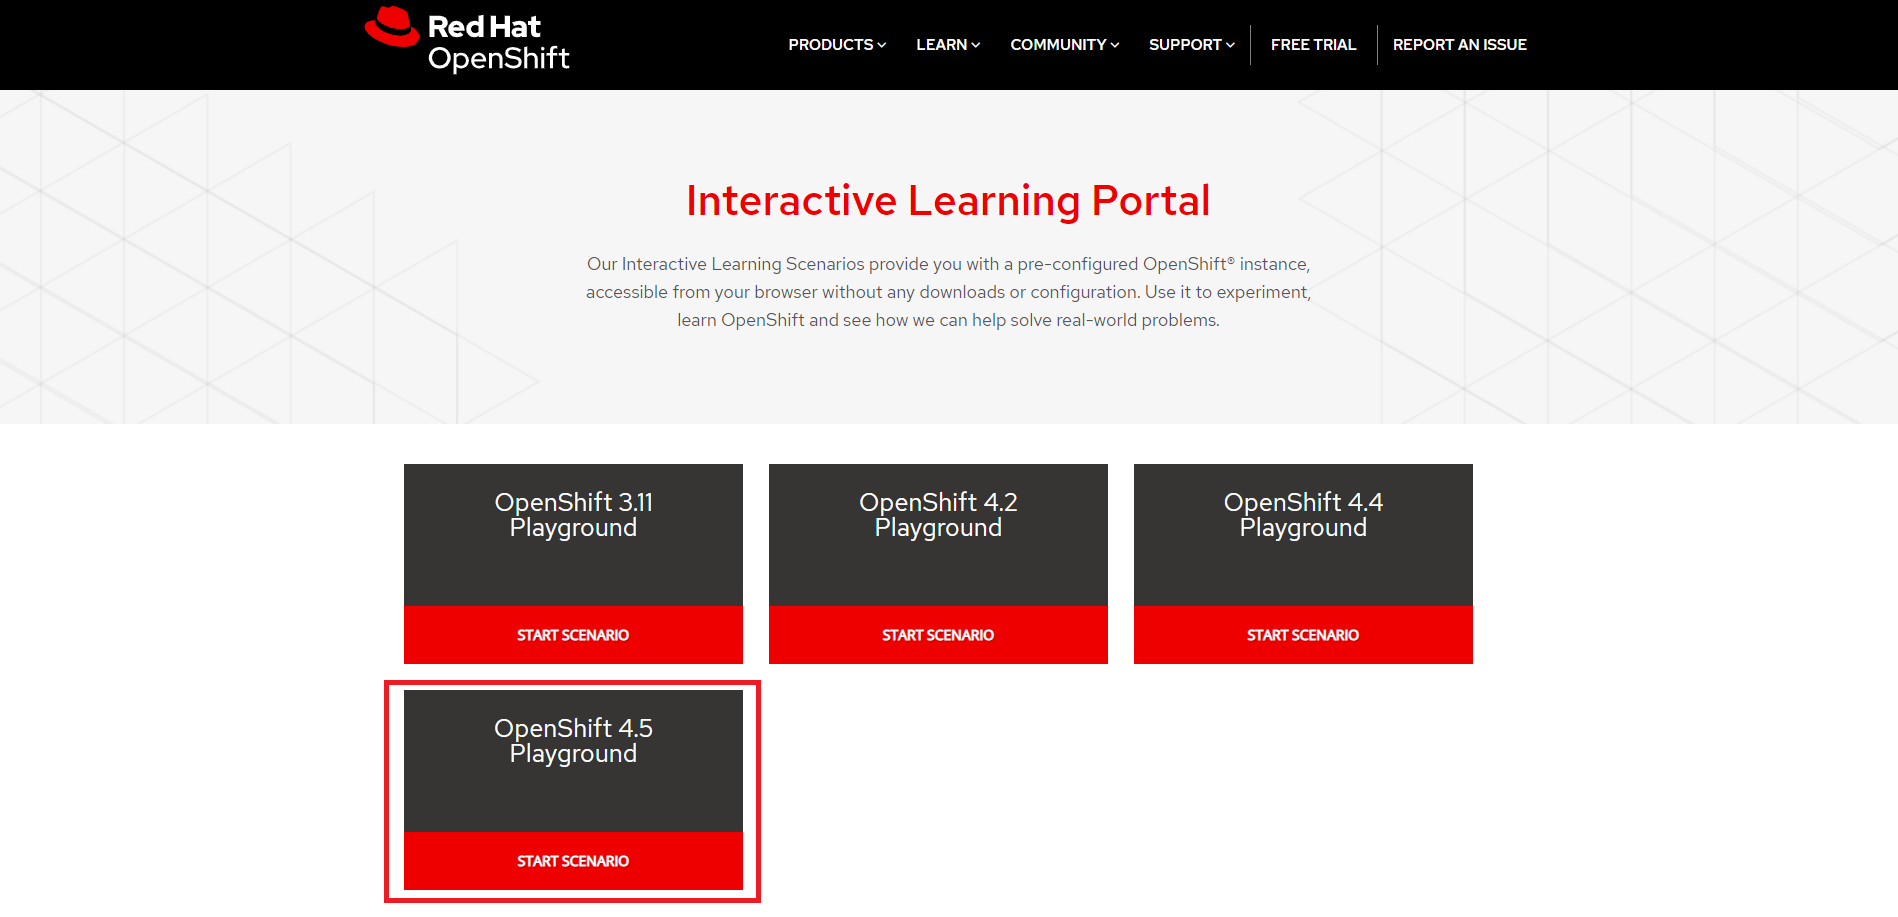 Red Hat
OpenShift
PRODUCTS
LEARN
COMMUNITY
SUPPORT
FREE TRIAL
REPORT AN ISSUE
Interactive Learning Portal
Our Interactive Learning Scenarios provide you with a pre-configured OpenShift® instance,
accessible from your browser without any downloads or configuration. Use it to experiment,
learn OpenShift and see how we can help solve real-world problems.
OpenShift 3.11
Playground
START SCENARIO
OpenShift 4.2
Playground
START SCENARIO
OpenShift 4.4
Playground
START SCENARIO
OpenShift 4.5
Playground
START SCENARIO